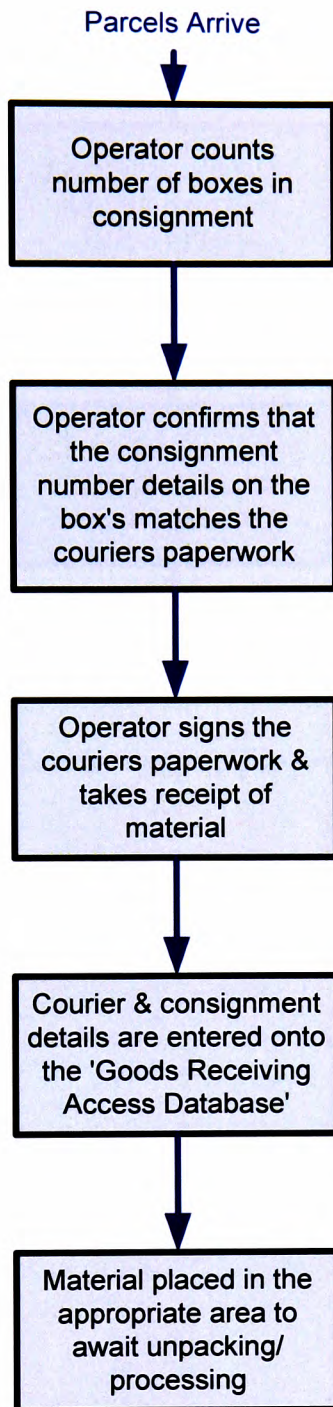 Parcels Arrive
Operator counts
number of boxes in
consignment
Operator confirms that
the consignment
number details on the
box's matches the
couriers paperwork
Operator signs the
couriers paperwork &
takes receipt of
material
Courier & consignment
details are entered onto
the 'Goods Receiving
Access Database'
Material placed in the
appropriate area to
await unpacking/
processing